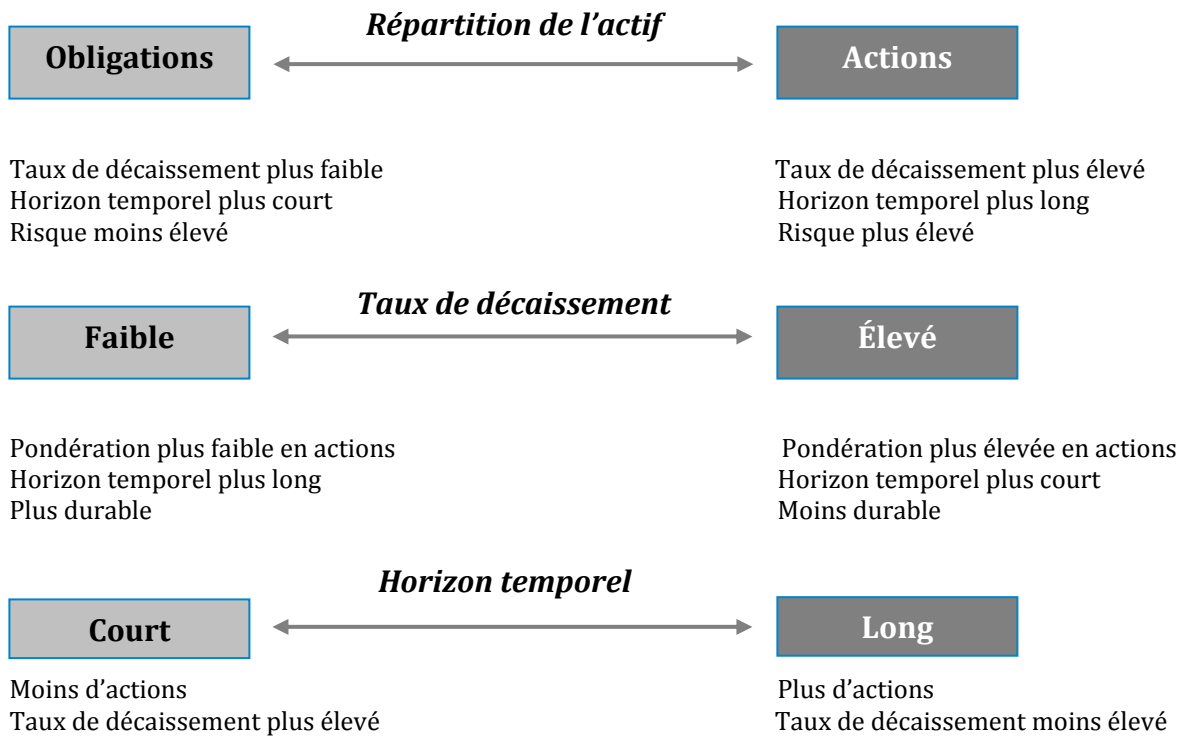 Répartition de l’actif
Obligations
Actions
Taux de décaissement plus faible
Horizon temporel plus court
Risque moins élevé
Taux de décaissement plus élevé
Horizon temporel plus long
Risque plus élevé
Taux de décaissement
Faible
Élevé
Pondération plus faible en actions
Horizon temporel plus long
Plus durable
Pondération plus élevée en actions
Horizon temporel plus court
Moins durable
Horizon temporel
Court
Long
Moins d’actions
Taux de décaissement plus élevé
Plus d’actions
Taux de décaissement moins élevé